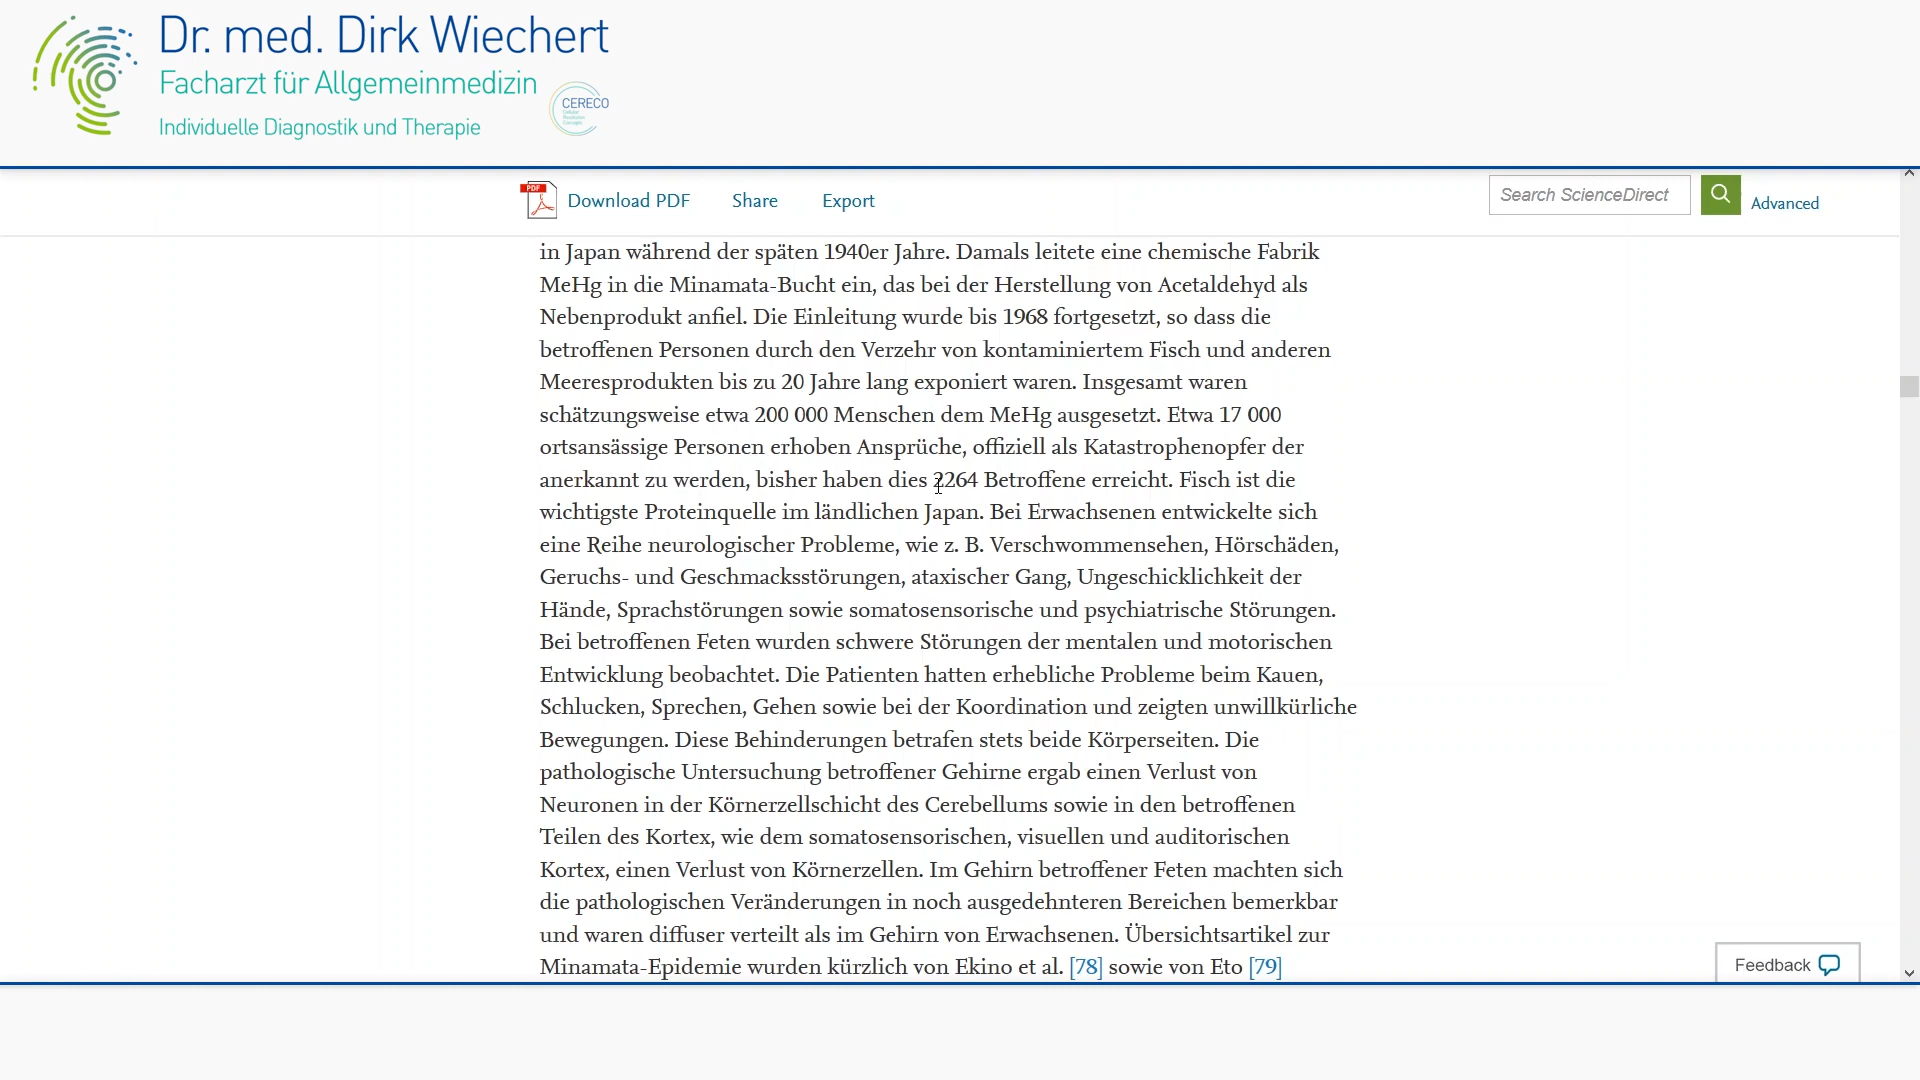 Dr. med. Dirk Wiechert
Facharzt für Allgemeinmedizin
CERECO
Individuelle Diagnostik und Therapie
PDF
Download PDF
Share
Export
Search ScienceDirect
Advanced
in Japan während der späten 1940er Jahre. Damals leitete eine chemische Fabrik
MeHg in die Minamata-Bucht ein, das bei der Herstellung von Acetaldehyd als
Nebenprodukt anfiel. Die Einleitung wurde bis 1968 fortgesetzt, so dass die
betroffenen Personen durch den Verzehr von kontaminiertem Fisch und anderen
Meeresprodukten bis zu 20 Jahre lang exponiert waren. Insgesamt waren
schätzungsweise etwa 200 000 Menschen dem MeHg ausgesetzt. Etwa 17 000
ortsansässige Personen erhoben Ansprüche, offiziell als Katastrophenopfer der
anerkannt zu werden, bisher haben dies 2264 Betroffene erreicht. Fisch ist die
wichtigste Proteinquelle im ländlichen Japan. Bei Erwachsenen entwickelte sich
eine Reihe neurologischer Probleme, wie z. B. Verschwommensehen, Hörschäden,
Geruchs- und Geschmacksstörungen, ataxischer Gang, Ungeschicklichkeit der
Hände, Sprachstörungen sowie somatosensorische und psychiatrische Störungen.
Bei betroffenen Feten wurden schwere Störungen der mentalen und motorischen
Entwicklung beobachtet. Die Patienten hatten erhebliche Probleme beim Kauen,
Schlucken, Sprechen, Gehen sowie bei der Koordination und zeigten unwillkürliche
Bewegungen. Diese Behinderungen betrafen stets beide Körperseiten. Die
pathologische Untersuchung betroffener Gehirne ergab einen Verlust von
Neuronen in der Körnerzellschicht des Cerebellums sowie in den betroffenen
Teilen des Kortex, wie dem somatosensorischen, visuellen und auditorischen
Kortex, einen Verlust von Körnerzellen. Im Gehirn betroffener Feten machten sich
die pathologischen Veränderungen in noch ausgedehnteren Bereichen bemerkbar
und waren diffuser verteilt als im Gehirn von Erwachsenen. Übersichtsartikel zur
Minamata-Epidemie wurden kürzlich von Ekino et al. [78] sowie von Eto [79]
Feedback